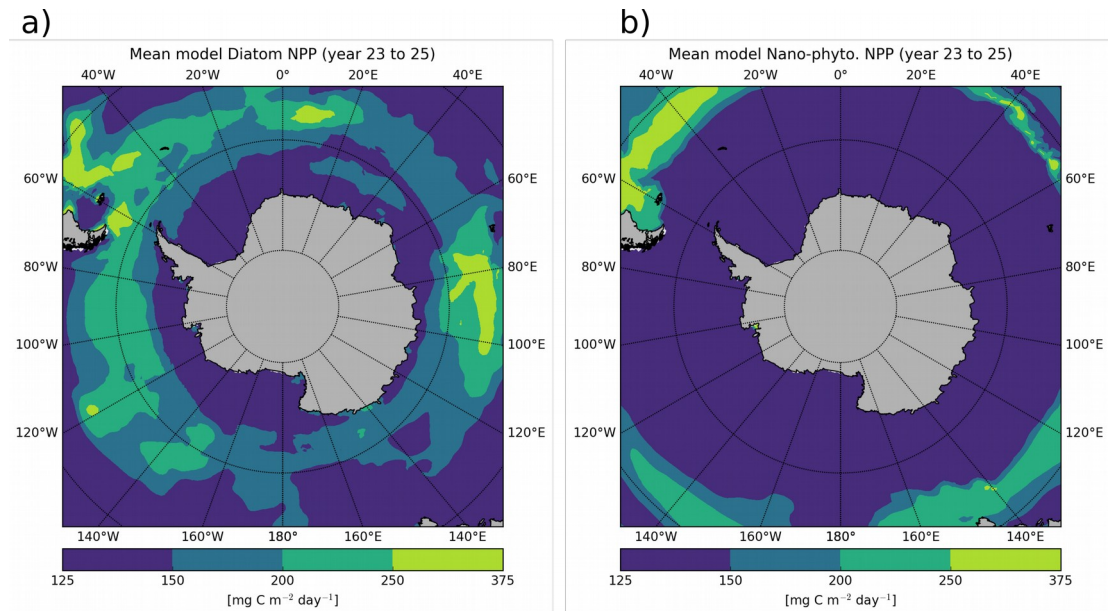 a)
Mean model Diatom NPP (year 23 to 25)
40°W 20°W 0° 20°E 40°E
60°W 60°E
80°W 80°E
100°W 100°E
120°W 120°E
140°W 160°W 180° 160°E 140°E
125 150 200 250 375
[mg C m⁻² day⁻¹]
b)
Mean model Nano-phyto. NPP (year 23 to 25)
40°W 20°W 0° 20°E 40°E
60°W 60°E
80°W 80°E
100°W 100°E
120°W 120°E
140°W 160°W 180° 160°E 140°E
125 150 200 250 375
[mg C m⁻² day⁻¹]